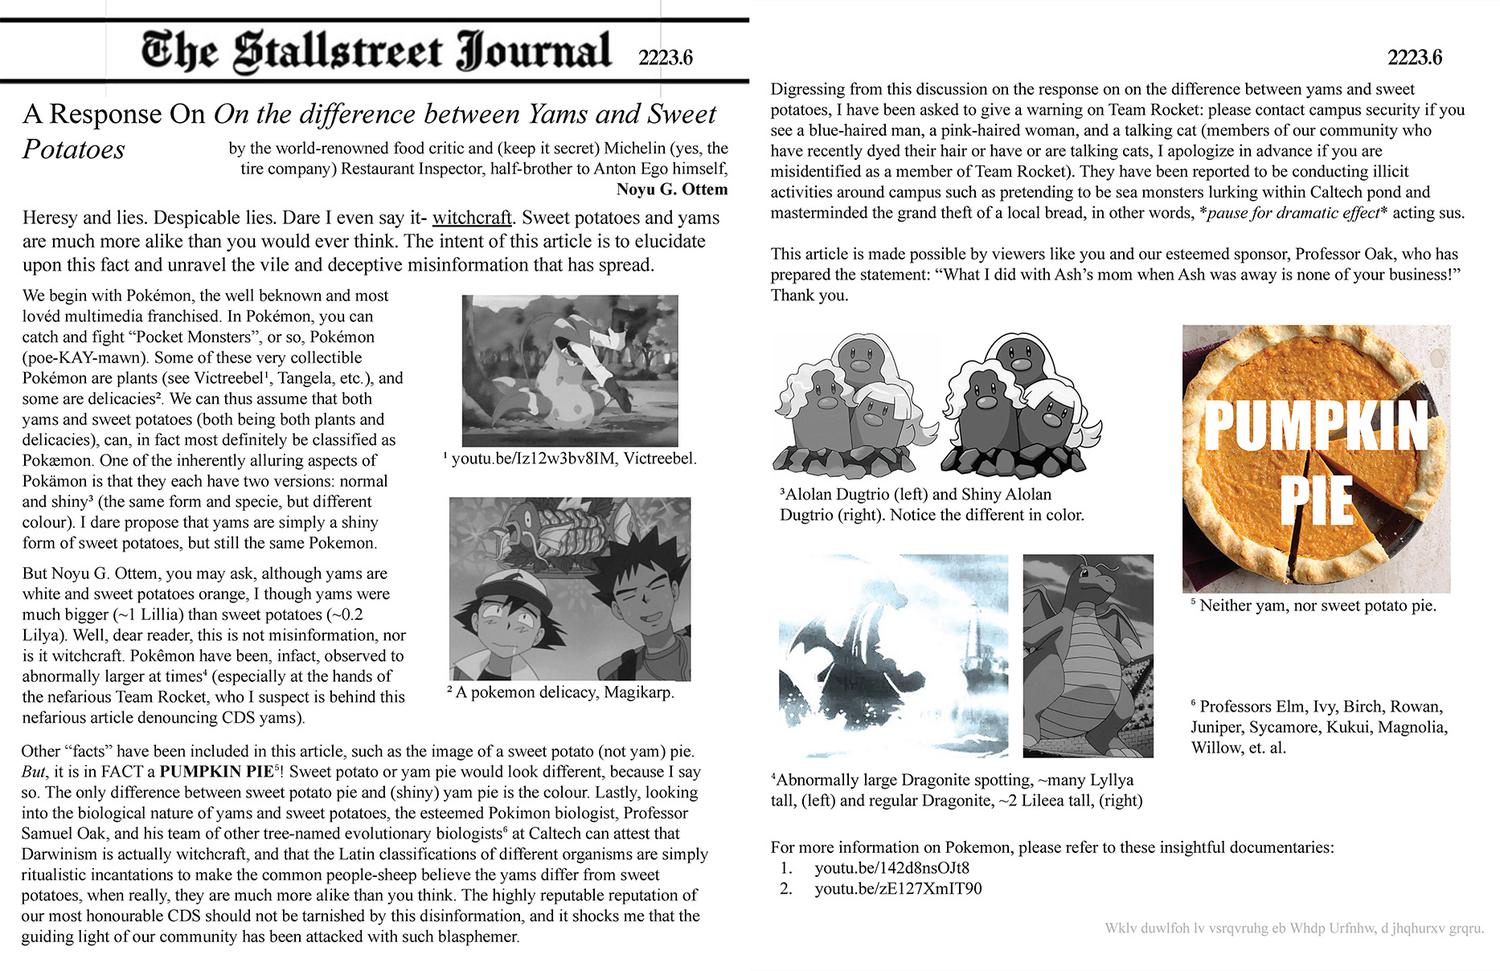 The Stallstreet Journal 2223.6
A Response On On the difference between Yams and Sweet
Potatoes
by the world-renowned food critic and (keep it secret) Michelin (yes, the
tire company) Restaurant Inspector, half-brother to Anton Ego himself,
Noyu G. Ottem
Heresy and lies. Despicable lies. Dare I even say it- witchcraft. Sweet potatoes and yams
are much more alike than you would ever think. The intent of this article is to elucidate
upon this fact and unravel the vile and deceptive misinformation that has spread.
We begin with Pokémon, the well beknown and most
lovéd multimedia franchised. In Pokémon, you can
catch and fight “Pocket Monsters”, or so, Pokémon
(poe-KAY-mawn). Some of these very collectible
Pokémon are plants (see Victreebel¹, Tangela, etc.), and
some are delicacies². We can thus assume that both
yams and sweet potatoes (both being both plants and
delicacies), can, in fact most definitely be classified as
Pokæmon. One of the inherently alluring aspects of
Pokämon is that they each have two versions: normal
and shiny³ (the same form and specie, but different
colour). I dare propose that yams are simply a shiny
form of sweet potatoes, but still the same Pokemon.
But Noyu G. Ottem, you may ask, although yams are
white and sweet potatoes orange, I though yams were
much bigger (~1 Lillia) than sweet potatoes (~0.2
Lilya). Well, dear reader, this is not misinformation, nor
is it witchcraft. Pokêmon have been, infact, observed to
abnormally larger at times⁴ (especially at the hands of
the nefarious Team Rocket, who I suspect is behind this
nefarious article denouncing CDS yams).
¹ youtu.be/Iz12w3bv8IM, Victreebel.
² A pokemon delicacy, Magikarp.
Other “facts” have been included in this article, such as the image of a sweet potato (not yam) pie.
But, it is in FACT a PUMPKIN PIE⁵! Sweet potato or yam pie would look different, because I say
so. The only difference between sweet potato pie and (shiny) yam pie is the colour. Lastly, looking
into the biological nature of yams and sweet potatoes, the esteemed Pokimon biologist, Professor
Samuel Oak, and his team of other tree-named evolutionary biologists⁶ at Caltech can attest that
Darwinism is actually witchcraft, and that the Latin classifications of different organisms are simply
ritualistic incantations to make the common people-sheep believe the yams differ from sweet
potatoes, when really, they are much more alike than you think. The highly reputable reputation of
our most honourable CDS should not be tarnished by this disinformation, and it shocks me that the
guiding light of our community has been attacked with such blasphemer.
2223.6
Digressing from this discussion on the response on on the difference between yams and sweet
potatoes, I have been asked to give a warning on Team Rocket: please contact campus security if you
see a blue-haired man, a pink-haired woman, and a talking cat (members of our community who
have recently dyed their hair or have or are talking cats, I apologize in advance if you are
misidentified as a member of Team Rocket). They have been reported to be conducting illicit
activities around campus such as pretending to be sea monsters lurking within Caltech pond and
masterminded the grand theft of a local bread, in other words, *pause for dramatic effect* acting sus.
This article is made possible by viewers like you and our esteemed sponsor, Professor Oak, who has
prepared the statement: “What I did with Ash’s mom when Ash was away is none of your business!”
Thank you.
³Alolan Dugtrio (left) and Shiny Alolan
Dugtrio (right). Notice the different in color.
PUMPKIN
PIE
⁵ Neither yam, nor sweet potato pie.
⁴Abnormally large Dragonite spotting, ~many Lyllya
tall, (left) and regular Dragonite, ~2 Lileea tall, (right)
⁶ Professors Elm, Ivy, Birch, Rowan,
Juniper, Sycamore, Kukui, Magnolia,
Willow, et. al.
For more information on Pokemon, please refer to these insightful documentaries:
1. youtu.be/142d8nsOJt8
2. youtu.be/zE127XmIT90
Wklv duwlfoh lv vsrqvruhg eb Whdp Urfnhw, d jhqhurxv grqru.